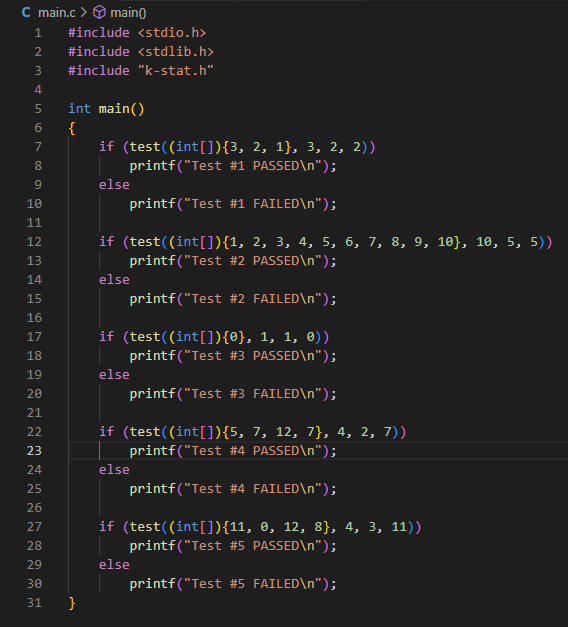 C main.c > main()
1 #include <stdio.h>
2 #include <stdlib.h>
3 #include "k-stat.h"
4
5 int main()
6 {
7     if (test((int[]){3, 2, 1}, 3, 2, 2))
8         printf("Test #1 PASSED\n");
9     else
10         printf("Test #1 FAILED\n");
11
12     if (test((int[]){1, 2, 3, 4, 5, 6, 7, 8, 9, 10}, 10, 5, 5))
13         printf("Test #2 PASSED\n");
14     else
15         printf("Test #2 FAILED\n");
16
17     if (test((int[]){0}, 1, 1, 0))
18         printf("Test #3 PASSED\n");
19     else
20         printf("Test #3 FAILED\n");
21
22     if (test((int[]){5, 7, 12, 7}, 4, 2, 7))
23         printf("Test #4 PASSED\n");
24     else
25         printf("Test #4 FAILED\n");
26
27     if (test((int[]){11, 0, 12, 8}, 4, 3, 11))
28         printf("Test #5 PASSED\n");
29     else
30         printf("Test #5 FAILED\n");
31 }